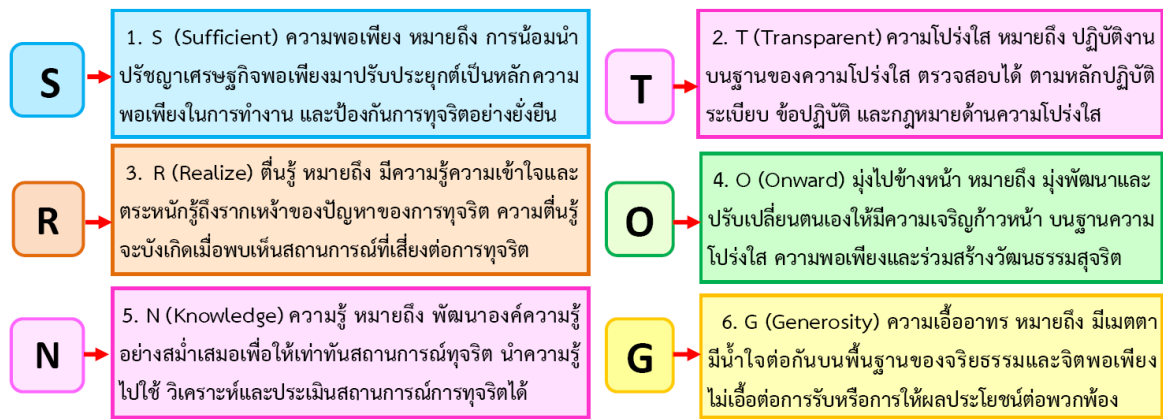 S
1. S (Sufficient) ความพอเพียง หมายถึง การน้อมนำ
ปรัชญาเศรษฐกิจพอเพียงมาปรับประยุกต์เป็นหลักความ
พอเพียงในการทำงาน และป้องกันการทุจริตอย่างยั่งยืน
T
2. T (Transparent) ความโปร่งใส หมายถึง ปฏิบัติงาน
บนฐานของความโปร่งใส ตรวจสอบได้ ตามหลักปฏิบัติ
ระเบียบ ข้อปฏิบัติ และกฎหมายด้านความโปร่งใส
R
3. R (Realize) ตื่นรู้ หมายถึง มีความรู้ความเข้าใจและ
ตระหนักรู้ถึงรากเหง้าของปัญหาของการทุจริต ความตื่นรู้
จะบังเกิดเมื่อพบเห็นสถานการณ์ที่เสี่ยงต่อการทุจริต
O
4. O (Onward) มุ่งไปข้างหน้า หมายถึง มุ่งพัฒนาและ
ปรับเปลี่ยนตนเองให้มีความเจริญก้าวหน้า บนฐานความ
โปร่งใส ความพอเพียงและร่วมสร้างวัฒนธรรมสุจริต
N
5. N (Knowledge) ความรู้ หมายถึง พัฒนาองค์ความรู้
อย่างสม่ำเสมอเพื่อให้เท่าทันสถานการณ์ทุจริต นำความรู้
ไปใช้ วิเคราะห์และประเมินสถานการณ์การทุจริตได้
G
6. G (Generosity) ความเอื้ออาทร หมายถึง มีเมตตา
มีน้ำใจต่อกันบนพื้นฐานของจริยธรรมและจิตพอเพียง
ไม่เอื้อต่อการรับหรือการให้ผลประโยชน์ต่อพวกพ้อง